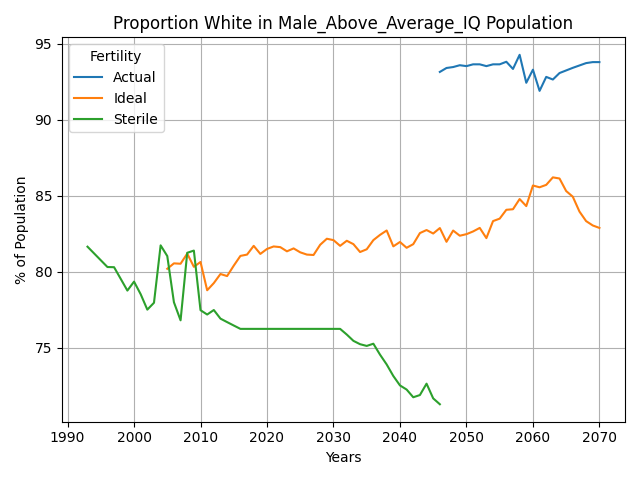 Proportion White in Male_Above_Average_IQ Population
95
90
85
80
75
% of Population
Fertility
Actual
Ideal
Sterile
1990 2000 2010 2020 2030 2040 2050 2060 2070
Years